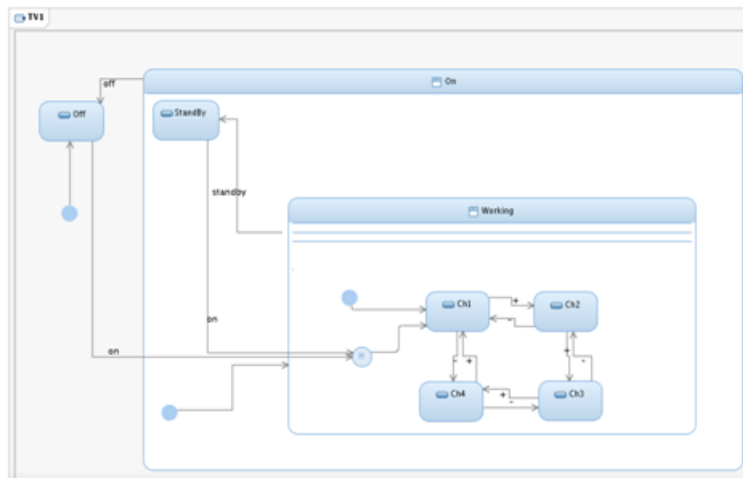 TV1
off
On
Off
StandBy
standby
Working
Ch1
+
Ch2
-
on
on
H
-
+
+
-
Ch4
+
-
Ch3